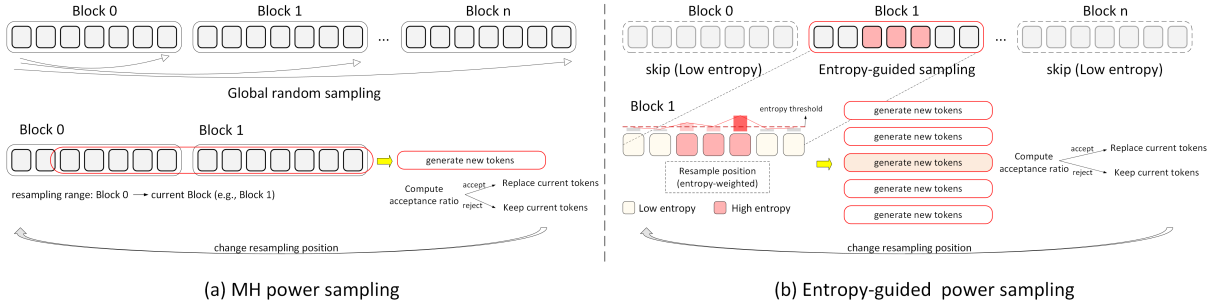 Block 0
Block 1
Block n
...
Global random sampling
Block 0
Block 1
generate new tokens
resampling range: Block 0 → current Block (e.g., Block 1)
Compute
acceptance ratio
accept
reject
Replace current tokens
Keep current tokens
change resampling position
(a) MH power sampling
Block 0
Block 1
Block n
...
skip (Low entropy)
Entropy-guided sampling
skip (Low entropy)
Block 1
entropy threshold
Resample position
(entropy-weighted)
Low entropy
High entropy
generate new tokens
generate new tokens
generate new tokens
generate new tokens
generate new tokens
Compute
acceptance ratio
accept
reject
Replace current tokens
Keep current tokens
change resampling position
(b) Entropy-guided power sampling